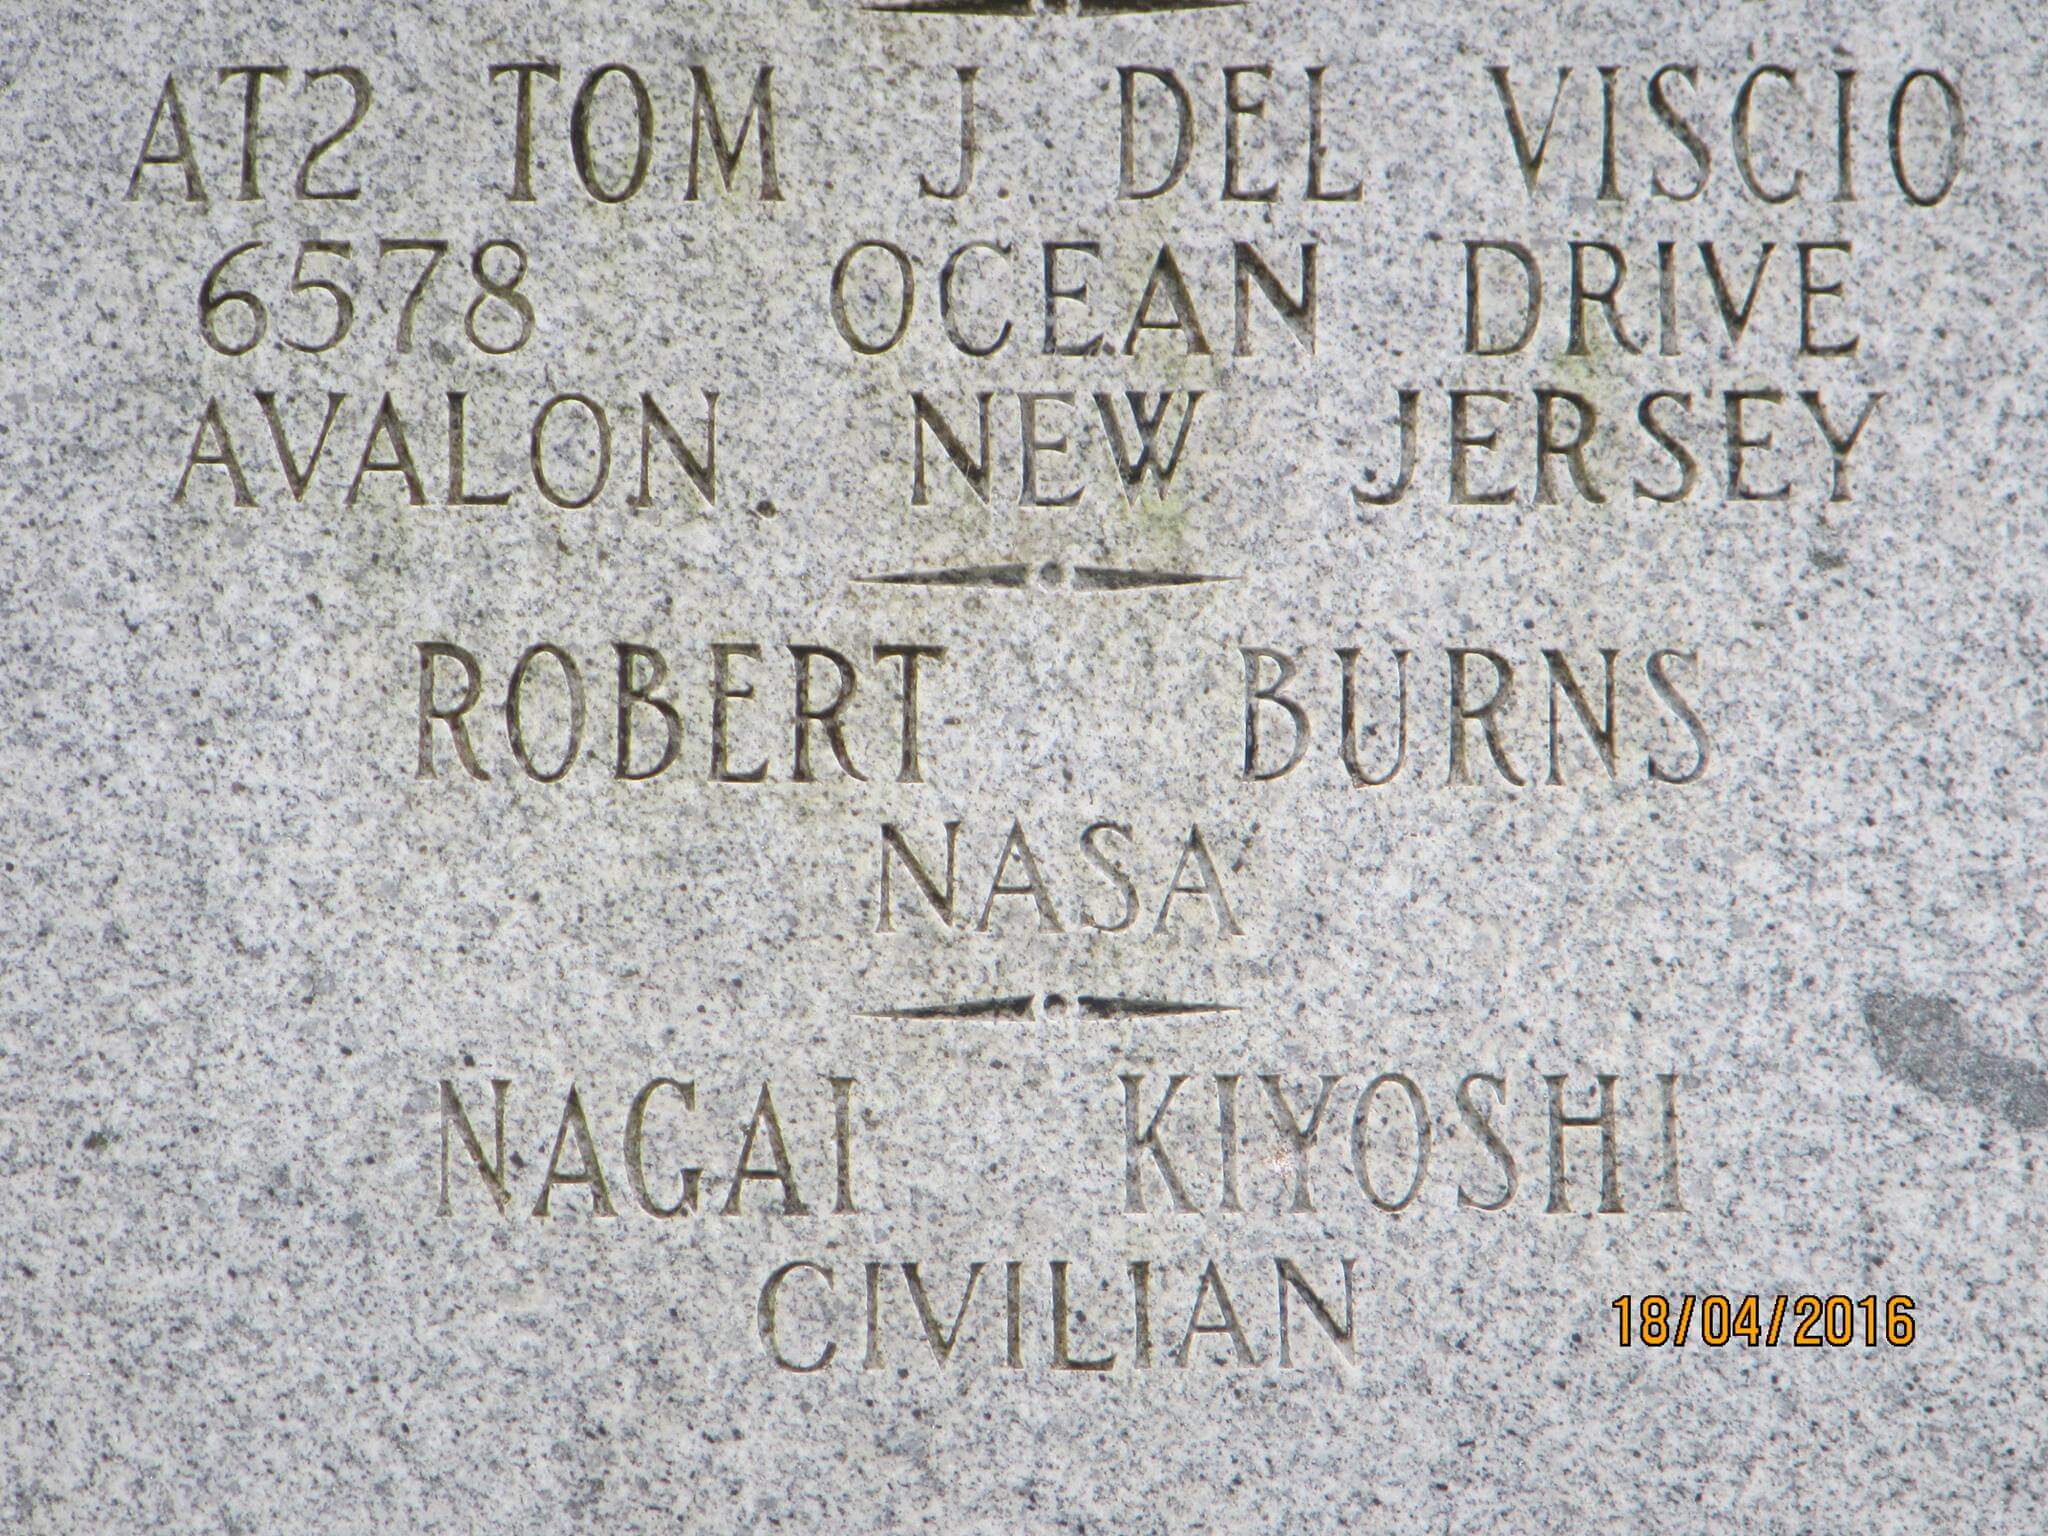 AT2 TOM J. DEL VISCIO
6578 OCEAN DRIVE
AVALON. NEW JERSEY
ROBERT BURNS
NASA
NAGAI KIYOSHI
CIVILIAN
18/04/2016